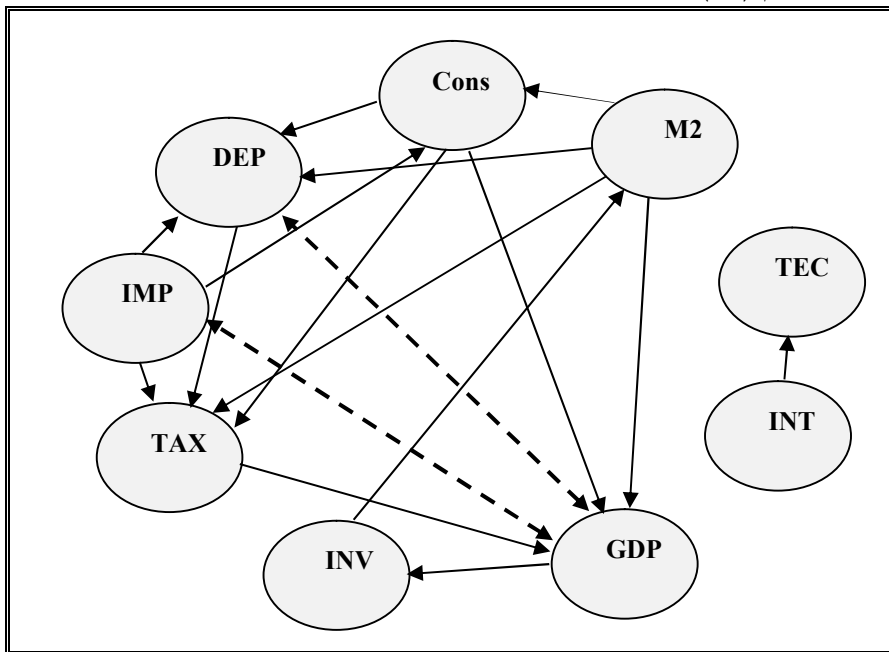 Cons
M2
DEP
TEC
IMP
INT
TAX
GDP
INV